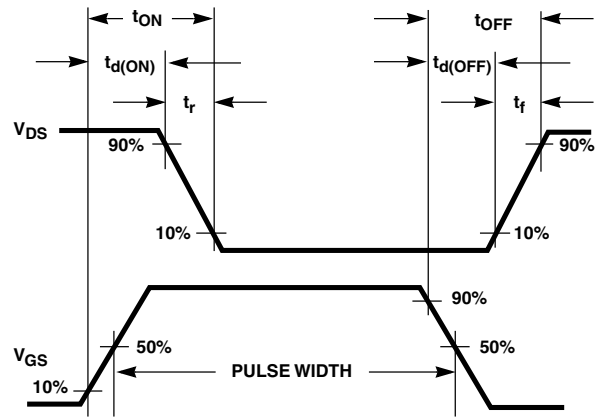 tON
tOFF
td(ON)
td(OFF)
tr
tf
VDS
90%
90%
10%
10%
90%
VGS
50%
50%
PULSE WIDTH
10%